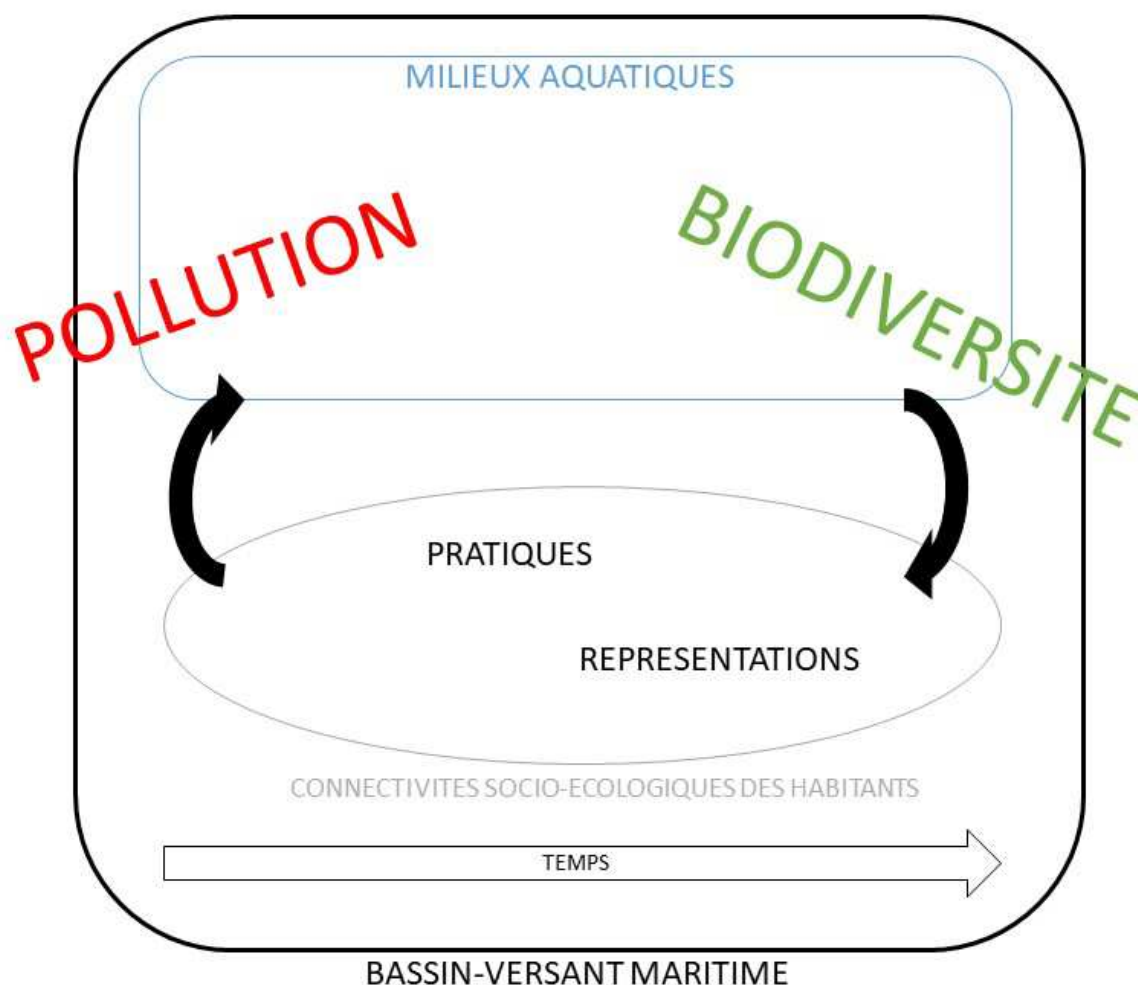 MILIEUX AQUATIQUES
POLLUTION
BIODIVERSITE
PRATIQUES
REPRESENTATIONS
CONNECTIVITES SOCIO-ECOLOGIQUES DES HABITANTS
TEMPS
BASSIN-VERSANT MARITIME